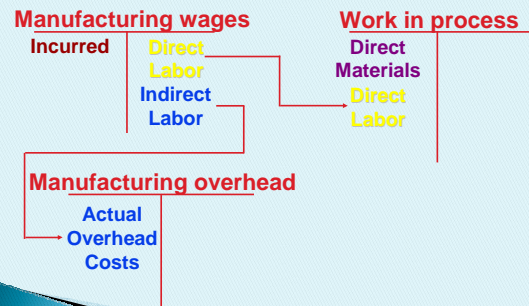 Manufacturing wages
Incurred
Direct
Labor
Indirect
Labor
Work in process
Direct
Materials
Direct
Labor
Manufacturing overhead
Actual
Overhead
Costs